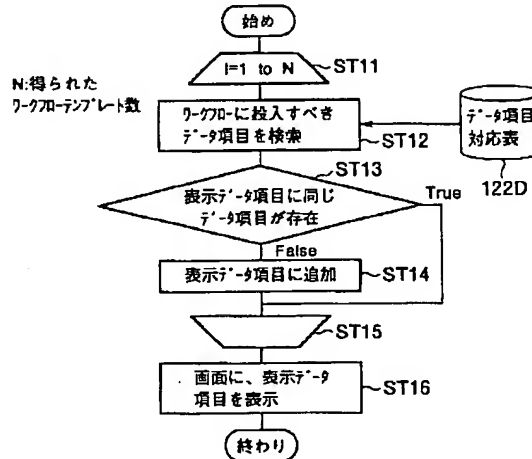 始め
I=1 to N
ST11
N:得られた
ワークフローテンプレート数
ワークフローに投入すべき
データ項目を検索
ST12
データ項目
対応表
122D
ST13
表示データ項目に同じ
データ項目が存在
True
False
表示データ項目に追加
ST14
ST15
画面に、表示データ
項目を表示
ST16
終わり